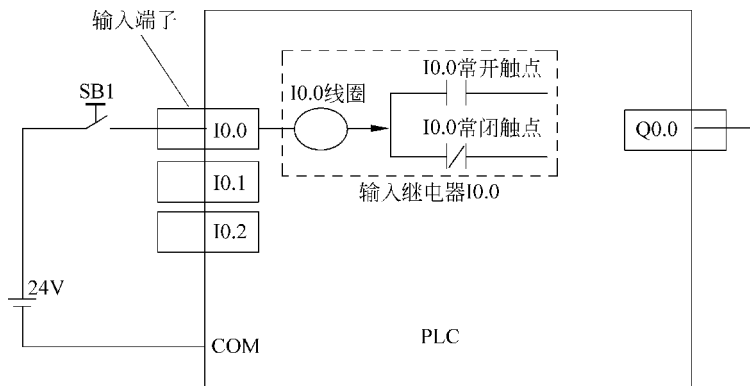 输入端子
SB1
I0.0常开触点
I0.0线圈
I0.0常闭触点
I0.0
Q0.0
I0.1
输入继电器I0.0
I0.2
24V
COM
PLC